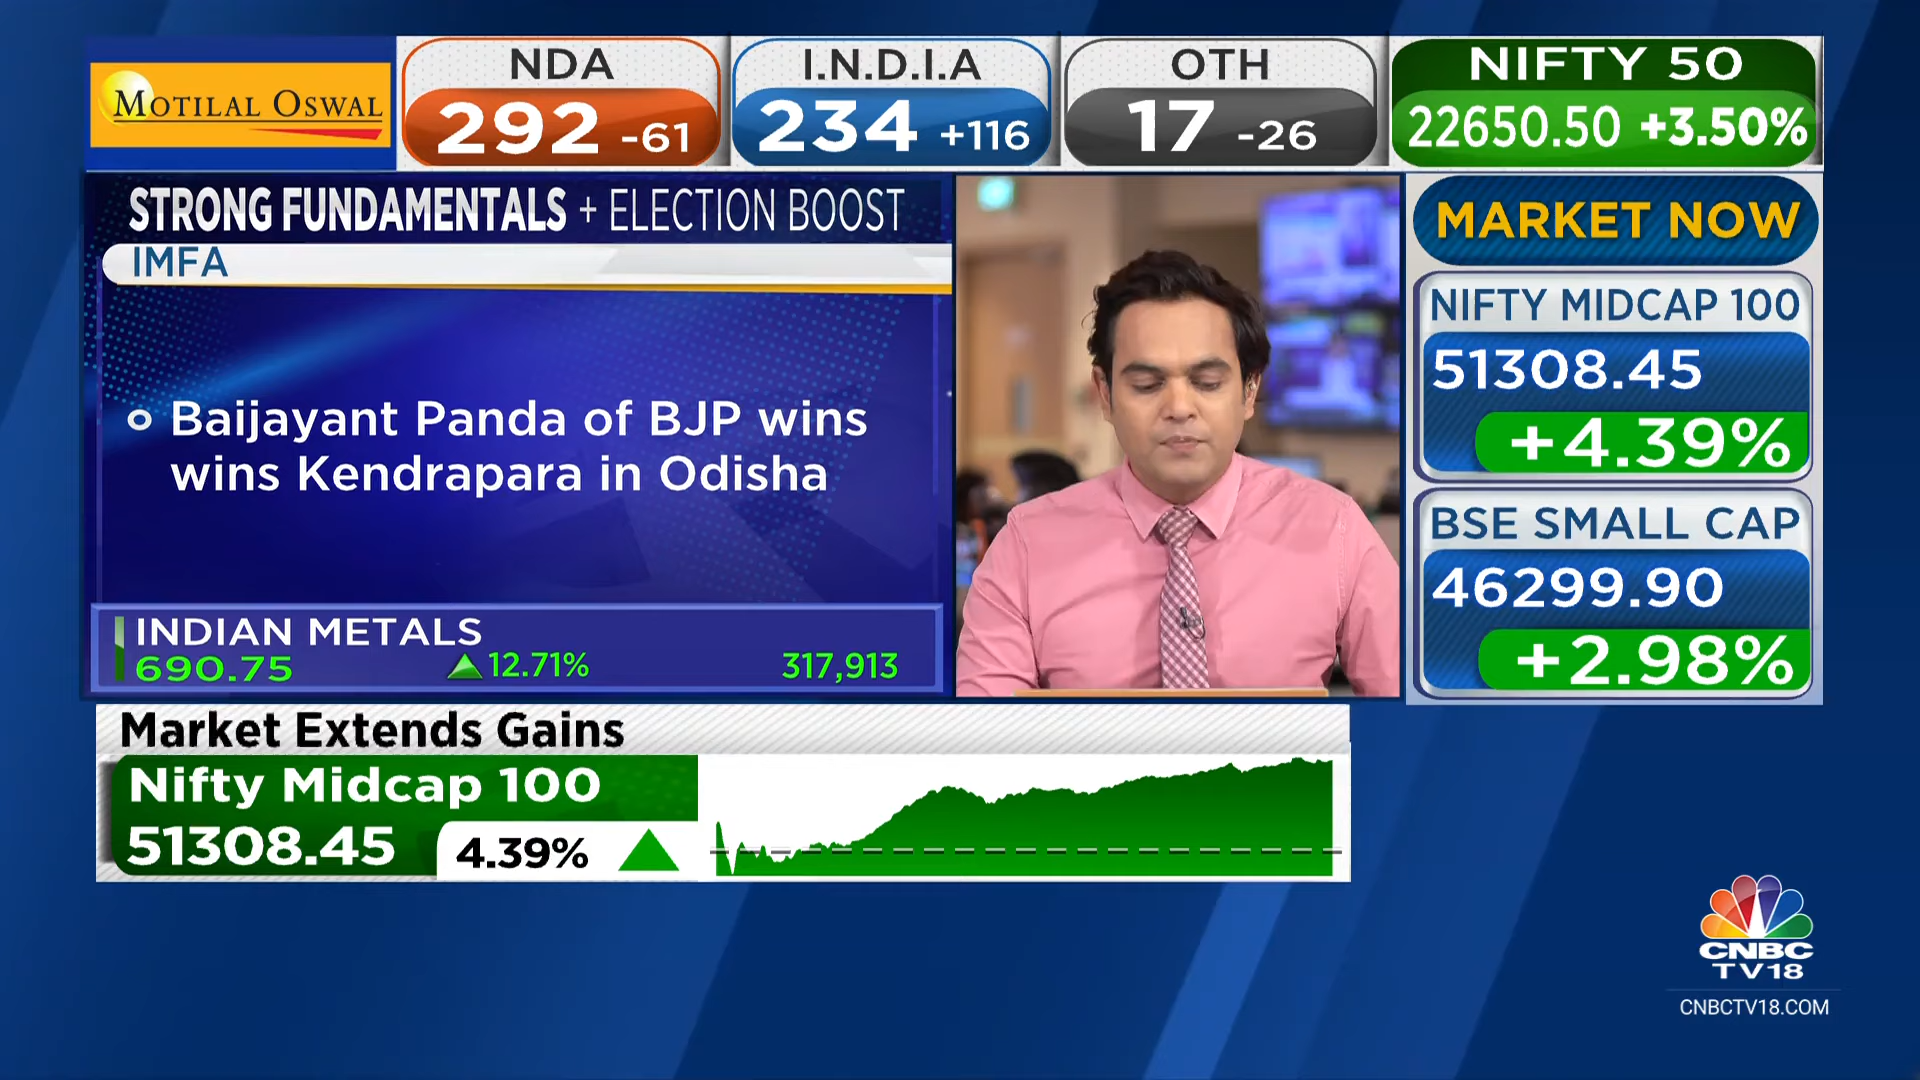 MOTILAL OSWAL
NDA
292 -61
I.N.D.I.A
234 +116
OTH
17 -26
NIFTY 50
22650.50 +3.50%
STRONG FUNDAMENTALS + ELECTION BOOST
IMFA
Baijayant Panda of BJP wins
wins Kendrapara in Odisha
INDIAN METALS
690.75 12.71% 317,913
MARKET NOW
NIFTY MIDCAP 100
51308.45
+4.39%
BSE SMALL CAP
46299.90
+2.98%
Market Extends Gains
Nifty Midcap 100
51308.45 4.39%
CNBC
TV18
CNBCTV18.COM